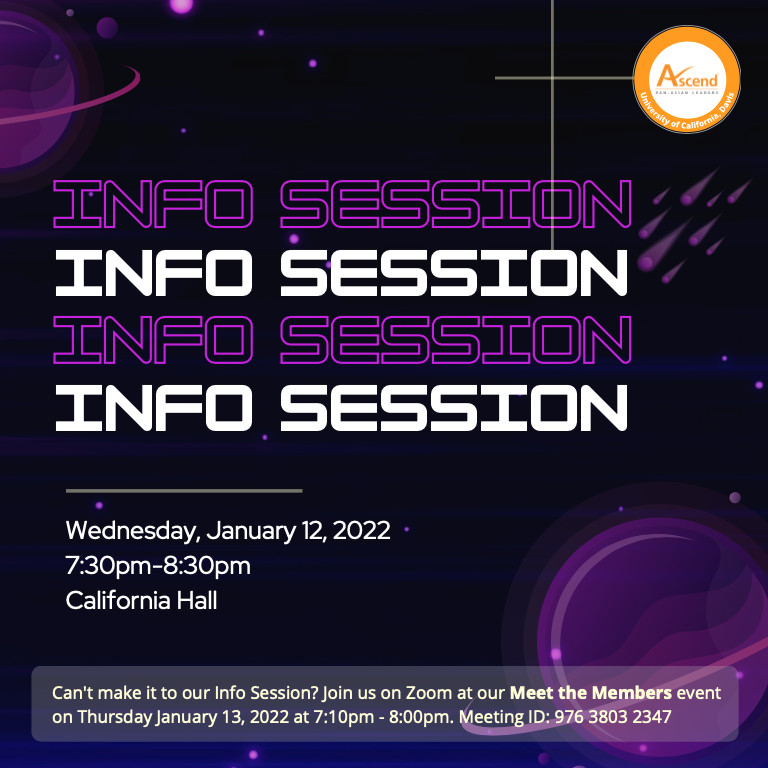 Ascend
PAN-ASIAN LEADERS
University of California, Davis
INFO SESSION
INFO SESSION
INFO SESSION
INFO SESSION
Wednesday, January 12, 2022
7:30pm-8:30pm
California Hall
Can't make it to our Info Session? Join us on Zoom at our Meet the Members event
on Thursday January 13, 2022 at 7:10pm - 8:00pm. Meeting ID: 976 3803 2347